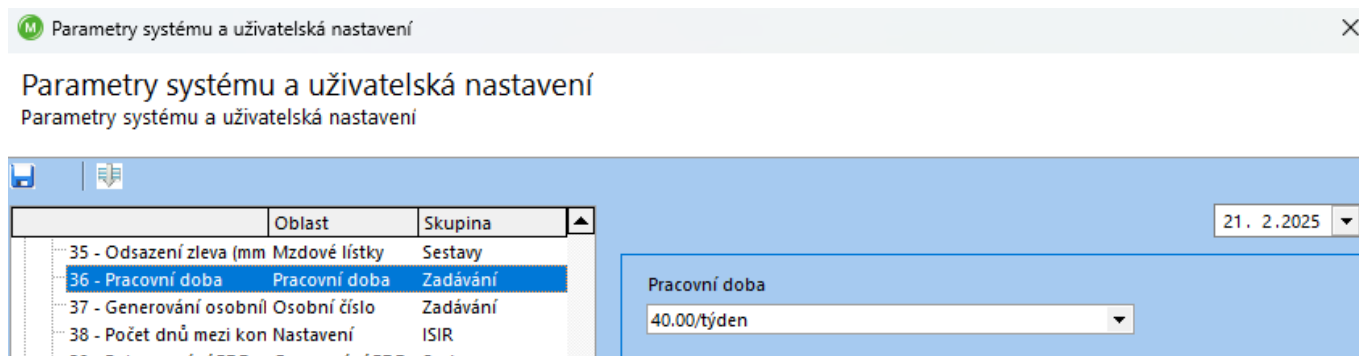 M Parametry systému a uživatelská nastavení
Parametry systému a uživatelská nastavení
Parametry systému a uživatelská nastavení
Oblast Skupina
21. 2.2025
35 - Odsazení zleva (mm Mzdové lístky Sestavy
36 - Pracovní doba Pracovní doba Zadávání
Pracovní doba
37 - Generování osobníl Osobní číslo Zadávání
40.00/týden
38 - Počet dnů mezi kon Nastavení ISIR